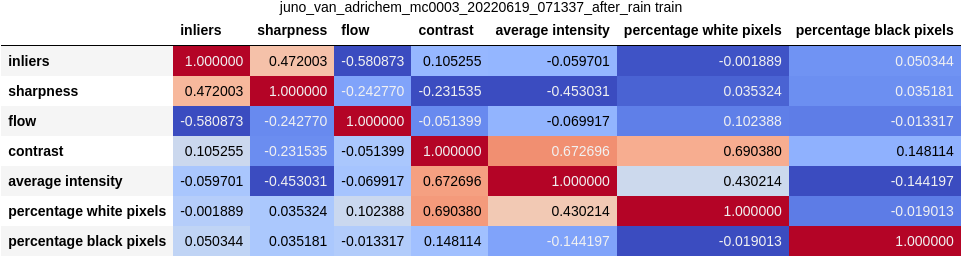 juno_van_adrichem_mc0003_20220619_071337_after_rain train
inliers sharpness flow contrast average intensity percentage white pixels percentage black pixels
inliers 1.000000 0.472003 -0.580873 0.105255 -0.059701 -0.001889 0.050344
sharpness 0.472003 1.000000 -0.242770 -0.231535 -0.453031 0.035324 0.035181
flow -0.580873 -0.242770 1.000000 -0.051399 -0.069917 0.102388 -0.013317
contrast 0.105255 -0.231535 -0.051399 1.000000 0.672696 0.690380 0.148114
average intensity -0.059701 -0.453031 -0.069917 0.672696 1.000000 0.430214 -0.144197
percentage white pixels -0.001889 0.035324 0.102388 0.690380 0.430214 1.000000 -0.019013
percentage black pixels 0.050344 0.035181 -0.013317 0.148114 -0.144197 -0.019013 1.000000